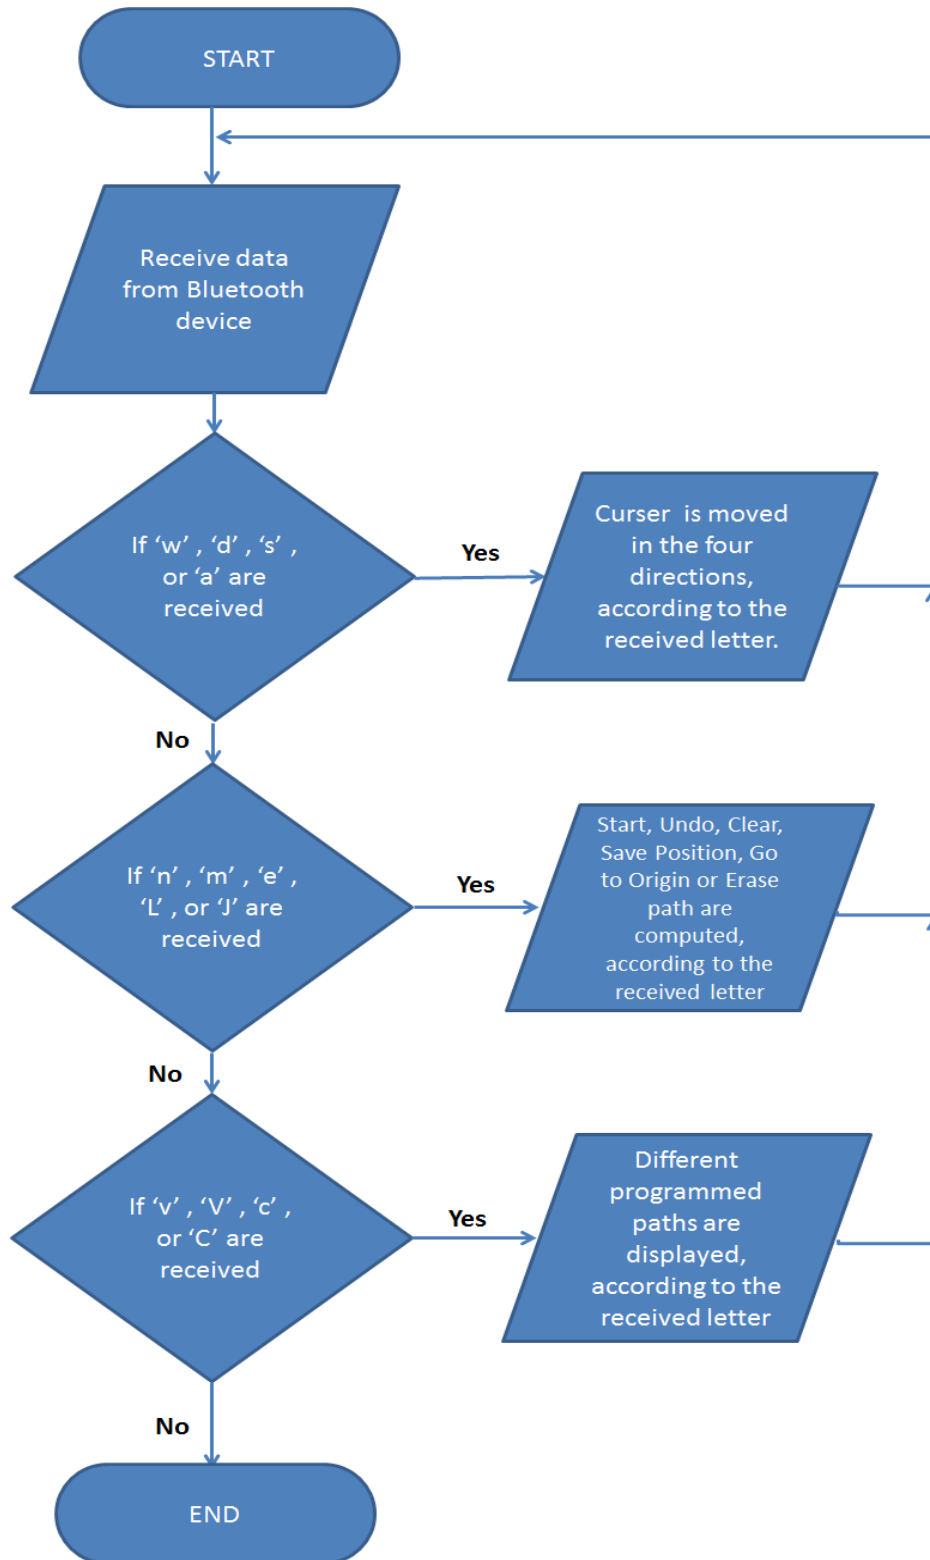 START
Receive data
from Bluetooth
device
If ‘w’ , ‘d’ , ‘s’ ,
or ‘a’ are
received
Yes
Curser is moved
in the four
directions,
according to the
received letter.
No
If ‘n’ , ‘m’ , ‘e’ ,
‘L’ , or ‘J’ are
received
Yes
Start, Undo, Clear,
Save Position, Go
to Origin or Erase
path are
computed,
according to the
received letter
No
If ‘v’ , ‘V’ , ‘c’ ,
or ‘C’ are
received
Yes
Different
programmed
paths are
displayed,
according to the
received letter
No
END